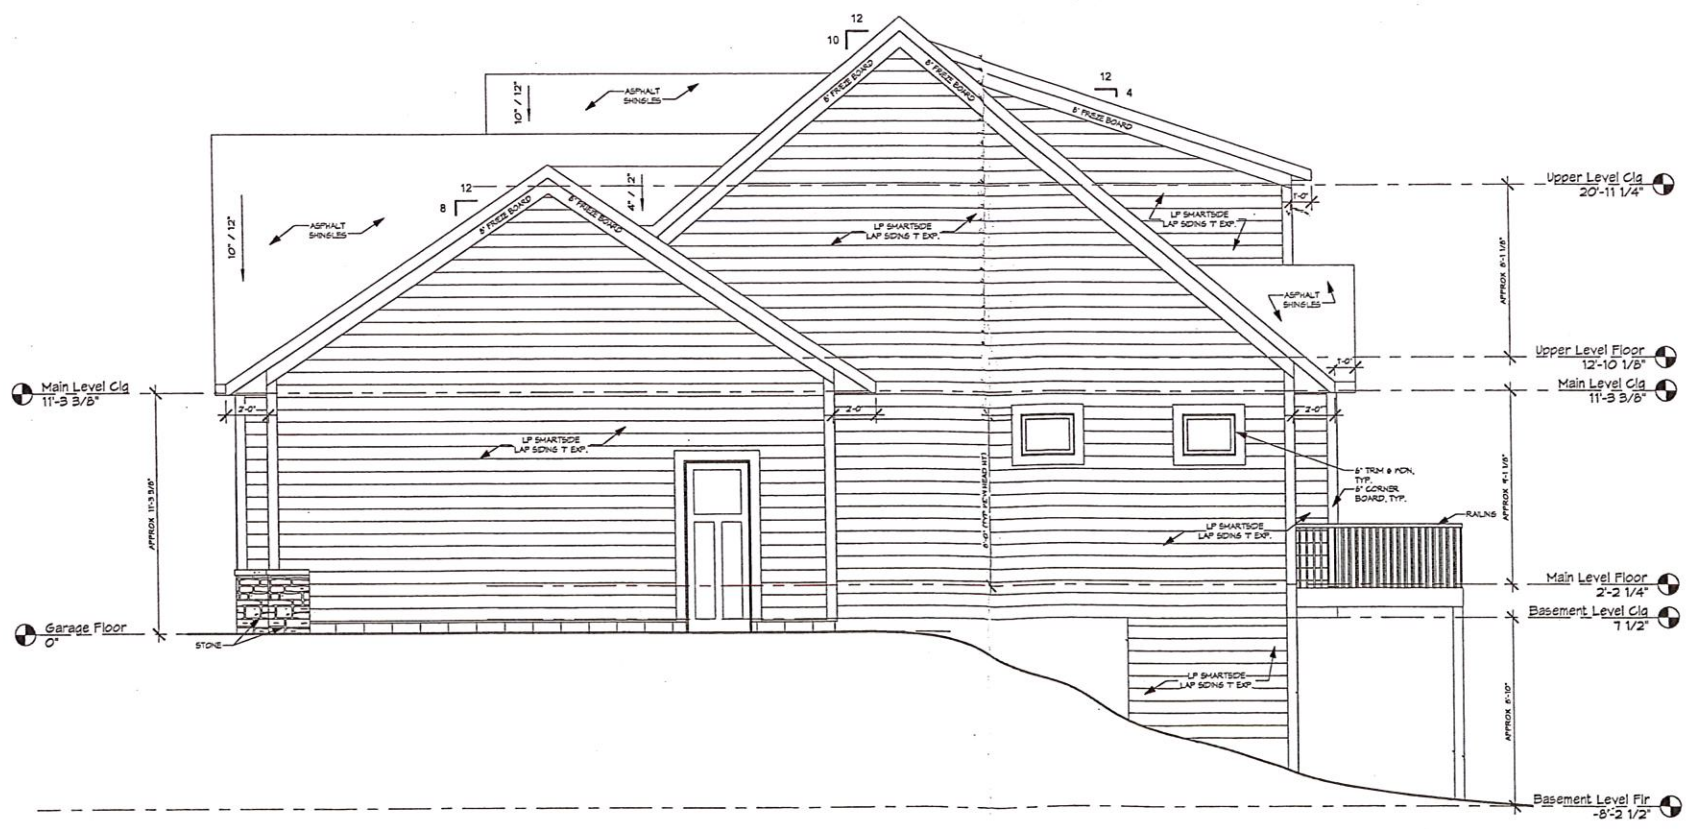 12
10
12
4
10" / 12"
ASPHALT
SHINGLES
8" FRIEZE BOARD
8" FRIEZE BOARD
8" FRIEZE BOARD
12
8
4" / 12"
Upper Level Clg
20'-11 1/4"
10" / 12"
ASPHALT
SHINGLES
8" FRIEZE BOARD
8" FRIEZE BOARD
LP SMARTSIDE
LAP SIDING 7" EXP.
LP SMARTSIDE
LAP SIDING 7" EXP.
1'-0"
APPROX 8'-1 1/8"
ASPHALT
SHINGLES
Upper Level Floor
12'-10 1/8"
1'-0"
Main Level Clg
11'-3 3/8"
Main Level Clg
11'-3 3/8"
2'-0"
2'-0"
2'-0"
LP SMARTSIDE
LAP SIDING 7" EXP.
APPROX 11'-3 3/8"
6" TRIM @ WDN,
TYP.
6" CORNER
BOARD, TYP.
APPROX 9'-1 1/8"
RAILING
LP SMARTSIDE
LAP SIDING 7" EXP.
Main Level Floor
2'-2 1/4"
Basement Level Clg
7 1/2"
Garage Floor
0"
STONE
LP SMARTSIDE
LAP SIDING 7" EXP.
APPROX 8'-10"
Basement Level Flr
-8'-2 1/2"